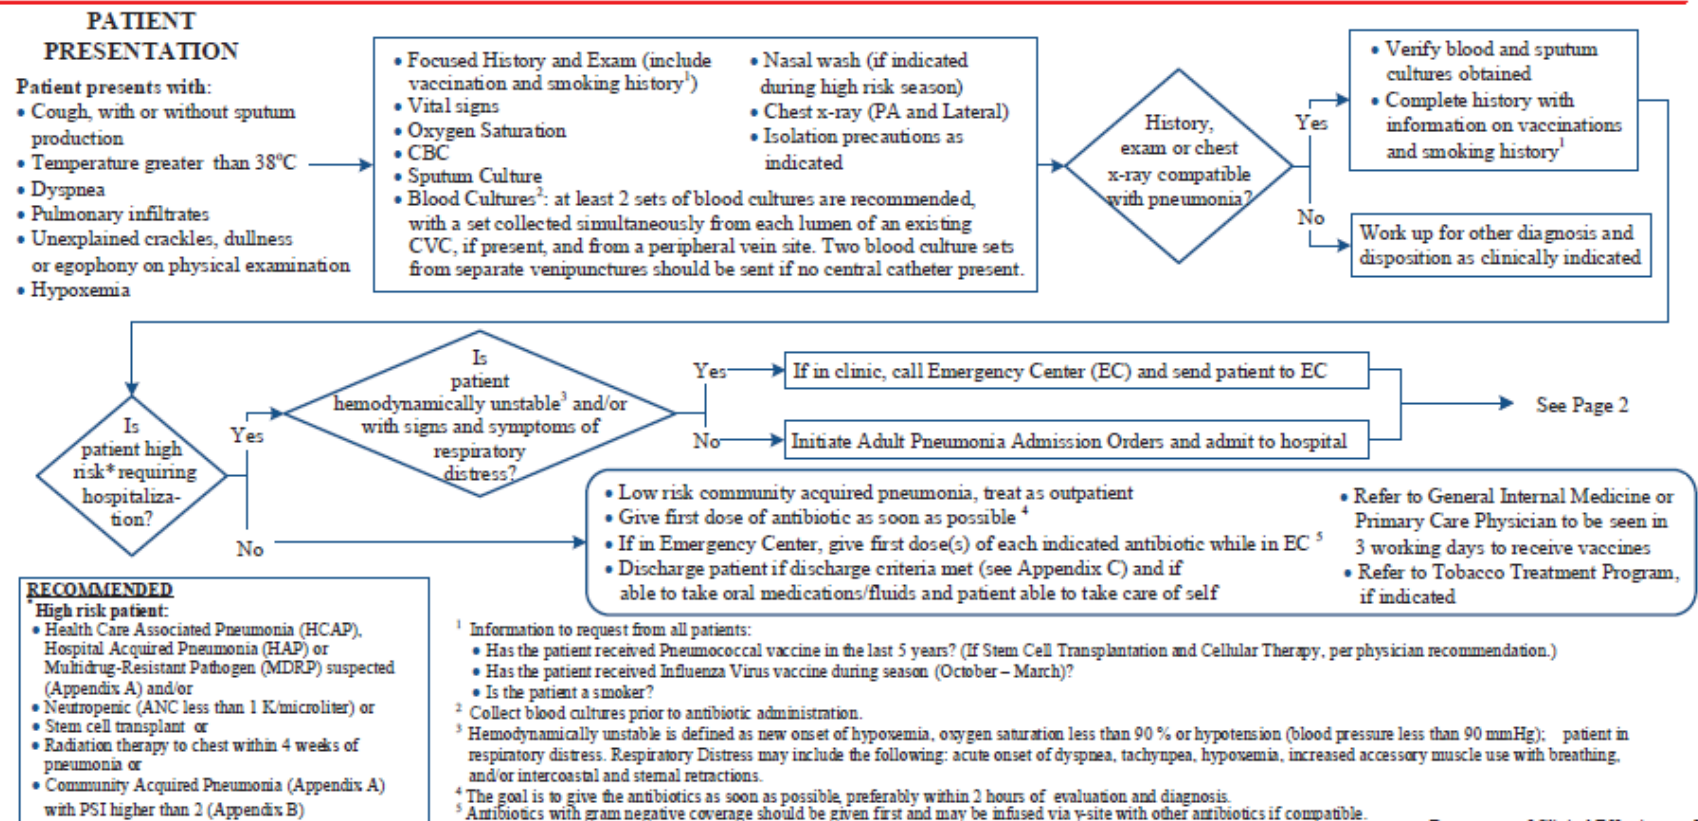 PATIENT
PRESENTATION
Patient presents with:
• Cough, with or without sputum
production
• Temperature greater than 38°C
• Dyspnea
• Pulmonary infiltrates
• Unexplained crackles, dullness
or egophony on physical examination
• Hypoxemia
• Focused History and Exam (include
vaccination and smoking history¹)
• Vital signs
• Oxygen Saturation
• CBC
• Sputum Culture
• Nasal wash (if indicated
during high risk season)
• Chest x-ray (PA and Lateral)
• Isolation precautions as
indicated
• Blood Cultures²: at least 2 sets of blood cultures are recommended,
with a set collected simultaneously from each lumen of an existing
CVC, if present, and from a peripheral vein site. Two blood culture sets
from separate venipunctures should be sent if no central catheter present.
History,
exam or chest
x-ray compatible
with pneumonia?
Yes
• Verify blood and sputum
cultures obtained
• Complete history with
information on vaccinations
and smoking history¹
No
Work up for other diagnosis and
disposition as clinically indicated
Is
patient high
risk* requiring
hospitaliza-
tion?
Yes
Is
patient
hemodynamically unstable³ and/or
with signs and symptoms of
respiratory
distress?
Yes
If in clinic, call Emergency Center (EC) and send patient to EC
No
Initiate Adult Pneumonia Admission Orders and admit to hospital
See Page 2
No
• Low risk community acquired pneumonia, treat as outpatient
• Give first dose of antibiotic as soon as possible ⁴
• If in Emergency Center, give first dose(s) of each indicated antibiotic while in EC ⁵
• Discharge patient if discharge criteria met (see Appendix C) and if
able to take oral medications/fluids and patient able to take care of self
• Refer to General Internal Medicine or
Primary Care Physician to be seen in
3 working days to receive vaccines
• Refer to Tobacco Treatment Program,
if indicated
RECOMMENDED
*High risk patient:
• Health Care Associated Pneumonia (HCAP),
Hospital Acquired Pneumonia (HAP) or
Multidrug-Resistant Pathogen (MDRP) suspected
(Appendix A) and/or
• Neutropenic (ANC less than 1 K/microliter) or
• Stem cell transplant or
• Radiation therapy to chest within 4 weeks of
pneumonia or
• Community Acquired Pneumonia (Appendix A)
with PSI higher than 2 (Appendix B)
¹ Information to request from all patients:
• Has the patient received Pneumococcal vaccine in the last 5 years? (If Stem Cell Transplantation and Cellular Therapy, per physician recommendation.)
• Has the patient received Influenza Virus vaccine during season (October – March)?
• Is the patient a smoker?
² Collect blood cultures prior to antibiotic administration.
³ Hemodynamically unstable is defined as new onset of hypoxemia, oxygen saturation less than 90 % or hypotension (blood pressure less than 90 mmHg); patient in
respiratory distress. Respiratory Distress may include the following: acute onset of dyspnea, tachypnea, hypoxemia, increased accessory muscle use with breathing,
and/or intercoastal and sternal retractions.
⁴ The goal is to give the antibiotics as soon as possible, preferably within 2 hours of evaluation and diagnosis.
⁵ Antibiotics with gram negative coverage should be given first and may be infused via y-site with other antibiotics if compatible.